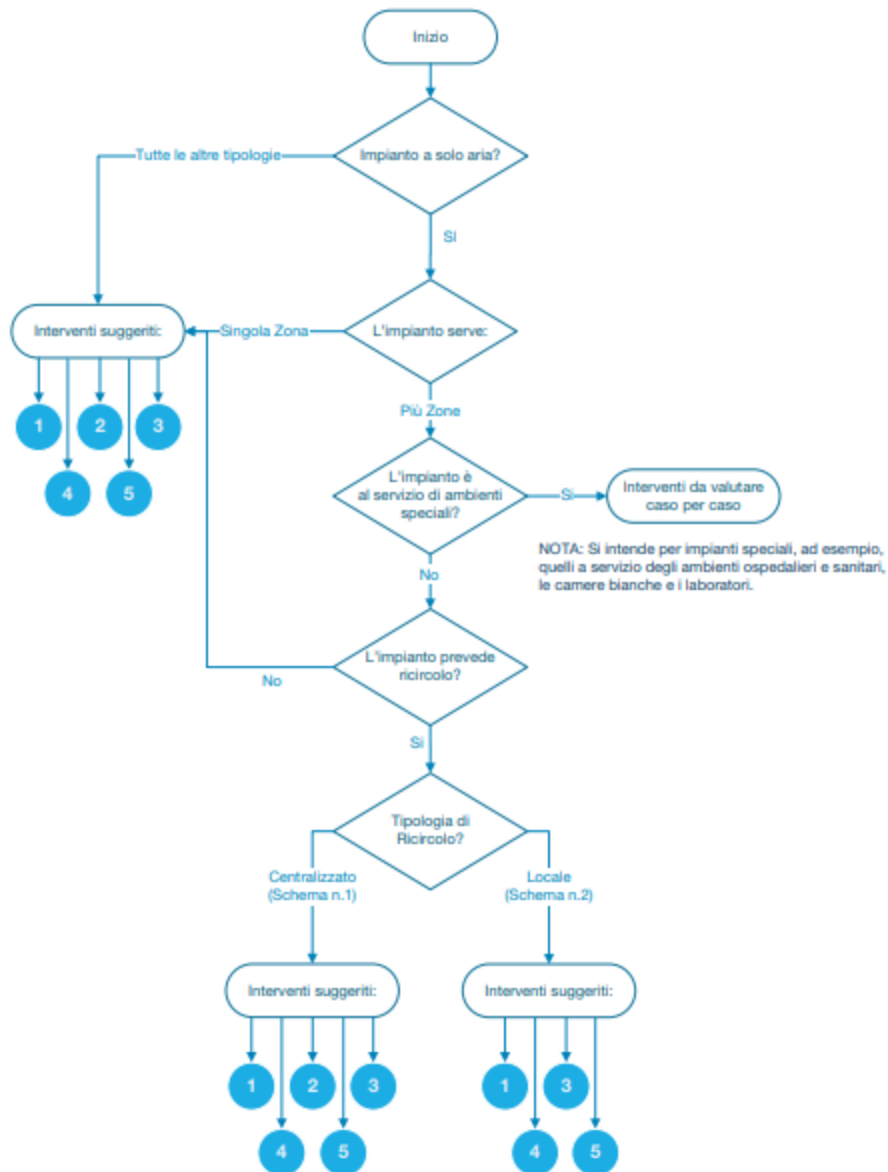 Inizio
Impianto a solo aria?
Tutte le altre tipologie
Si
Interventi suggeriti:
Singola Zona
L'impianto serve:
1
2
3
4
5
Più Zone
L'impianto è
al servizio di ambienti
speciali?
Si
Interventi da valutare
caso per caso
NOTA: Si intende per impianti speciali, ad esempio,
quelli a servizio degli ambienti ospedalieri e sanitari,
le camere bianche e i laboratori.
No
L'impianto prevede
ricircolo?
No
Si
Tipologia di
Ricircolo?
Centralizzato
(Schema n.1)
Locale
(Schema n.2)
Interventi suggeriti:
Interventi suggeriti:
1
2
3
4
5
1
3
4
5